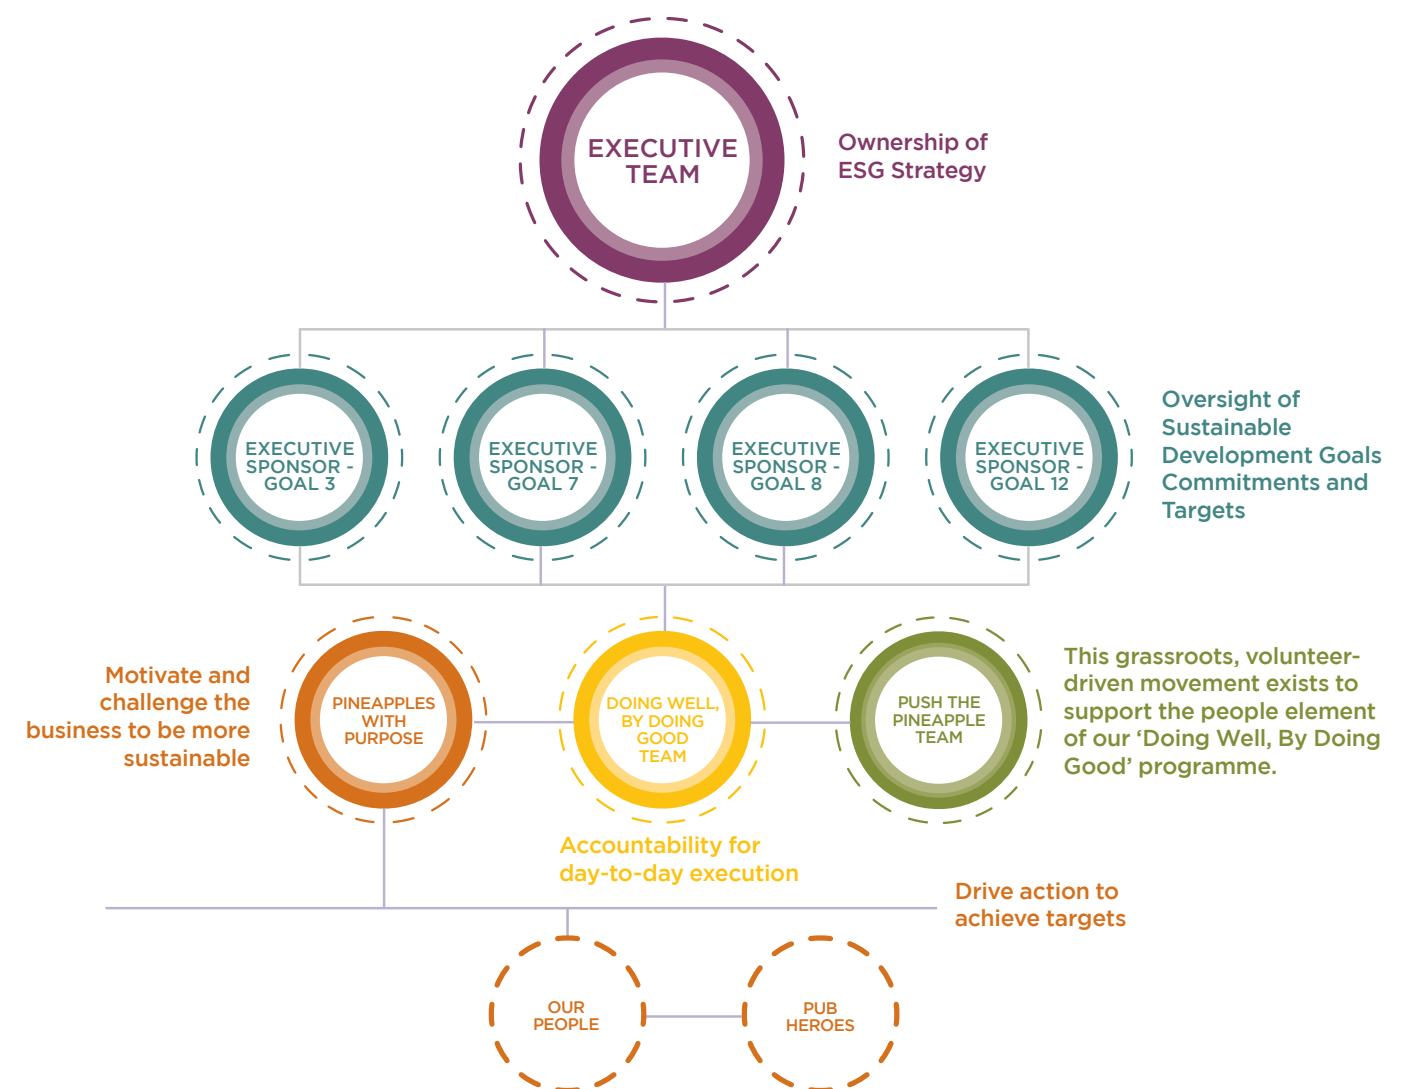 EXECUTIVE
TEAM
Ownership of
ESG Strategy
EXECUTIVE
SPONSOR -
GOAL 3
EXECUTIVE
SPONSOR -
GOAL 7
EXECUTIVE
SPONSOR -
GOAL 8
EXECUTIVE
SPONSOR -
GOAL 12
Oversight of
Sustainable
Development Goals
Commitments and
Targets
Motivate and
challenge the
business to be more
sustainable
PINEAPPLES
WITH
PURPOSE
DOING WELL,
BY DOING
GOOD
TEAM
PUSH THE
PINEAPPLE
TEAM
This grassroots, volunteer-
driven movement exists to
support the people element
of our ‘Doing Well, By Doing
Good’ programme.
Accountability for
day-to-day execution
Drive action to
achieve targets
OUR
PEOPLE
PUB
HEROES